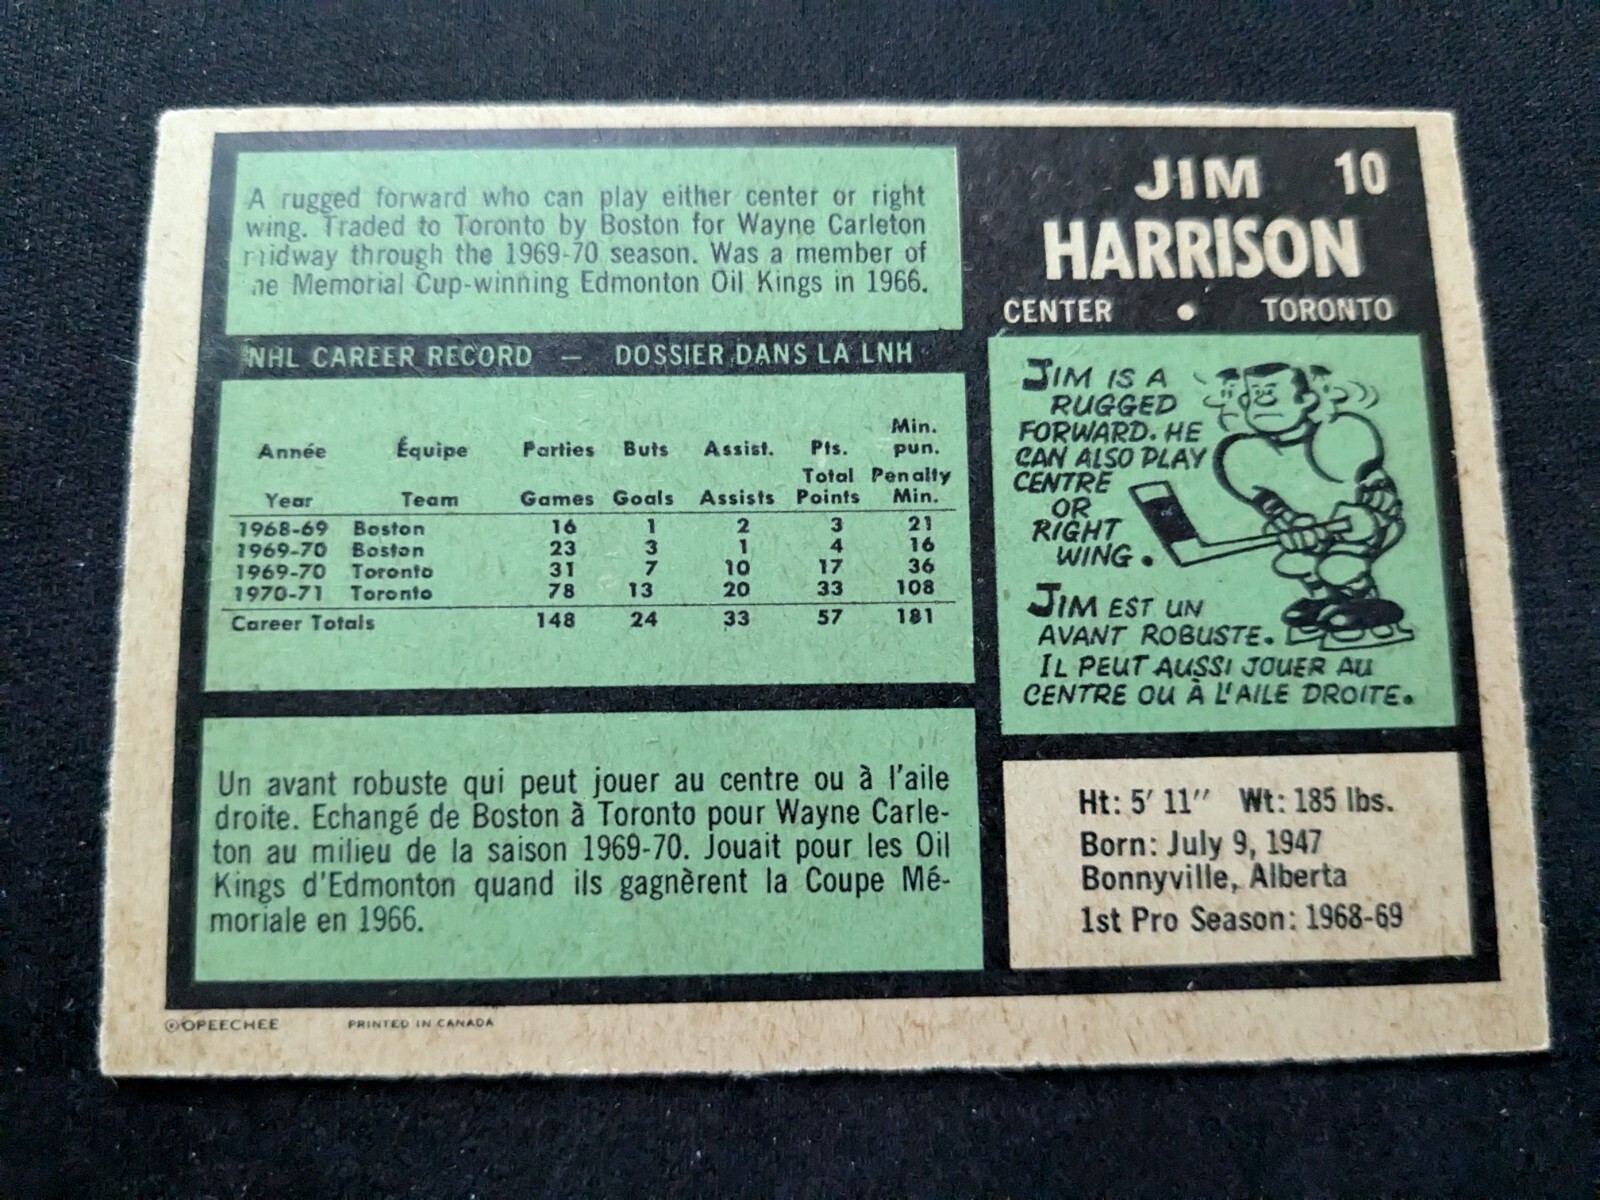 A rugged forward who can play either center or right
wing. Traded to Toronto by Boston for Wayne Carleton
midway through the 1969-70 season. Was a member of
he Memorial Cup-winning Edmonton Oil Kings in 1966.
NHL CAREER RECORD — DOSSIER DANS LA LNH
Année Équipe Parties Buts Assist. Pts. Min. pun.
Year Team Games Goals Assists Total Points Penalty Min.
1968-69 Boston 16 1 2 3 21
1969-70 Boston 23 3 1 4 16
1969-70 Toronto 31 7 10 17 36
1970-71 Toronto 78 13 20 33 108
Career Totals 148 24 33 57 181
Un avant robuste qui peut jouer au centre ou à l'aile
droite. Echangé de Boston à Toronto pour Wayne Carle-
ton au milieu de la saison 1969-70. Jouait pour les Oil
Kings d'Edmonton quand ils gagnèrent la Coupe Mé-
moriale en 1966.
JIM 10
HARRISON
CENTER • TORONTO
JIM IS A
RUGGED
FORWARD. HE
CAN ALSO PLAY
CENTRE
OR
RIGHT
WING.
JIM EST UN
AVANT ROBUSTE.
IL PEUT AUSSI JOUER AU
CENTRE OU À L'AILE DROITE.
Ht: 5' 11" Wt: 185 lbs.
Born: July 9, 1947
Bonnyville, Alberta
1st Pro Season: 1968-69
©OPEECHEE PRINTED IN CANADA